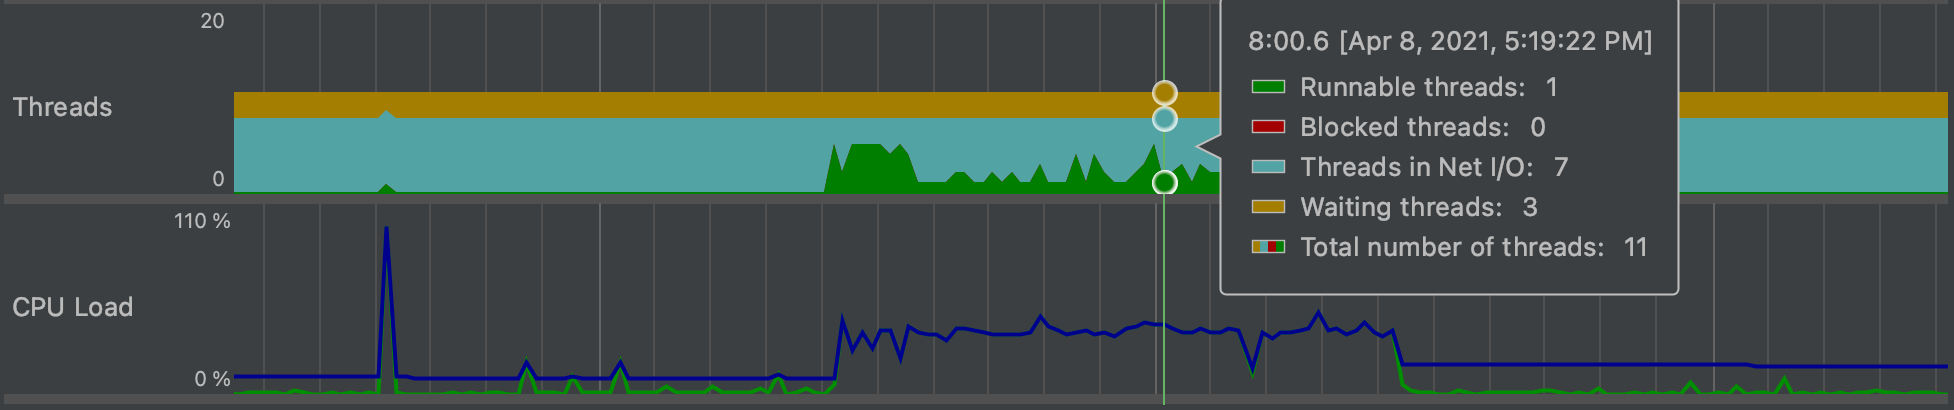 20
Threads
0
110 %
CPU Load
0 %
8:00.6 [Apr 8, 2021, 5:19:22 PM]
Runnable threads: 1
Blocked threads: 0
Threads in Net I/O: 7
Waiting threads: 3
Total number of threads: 11